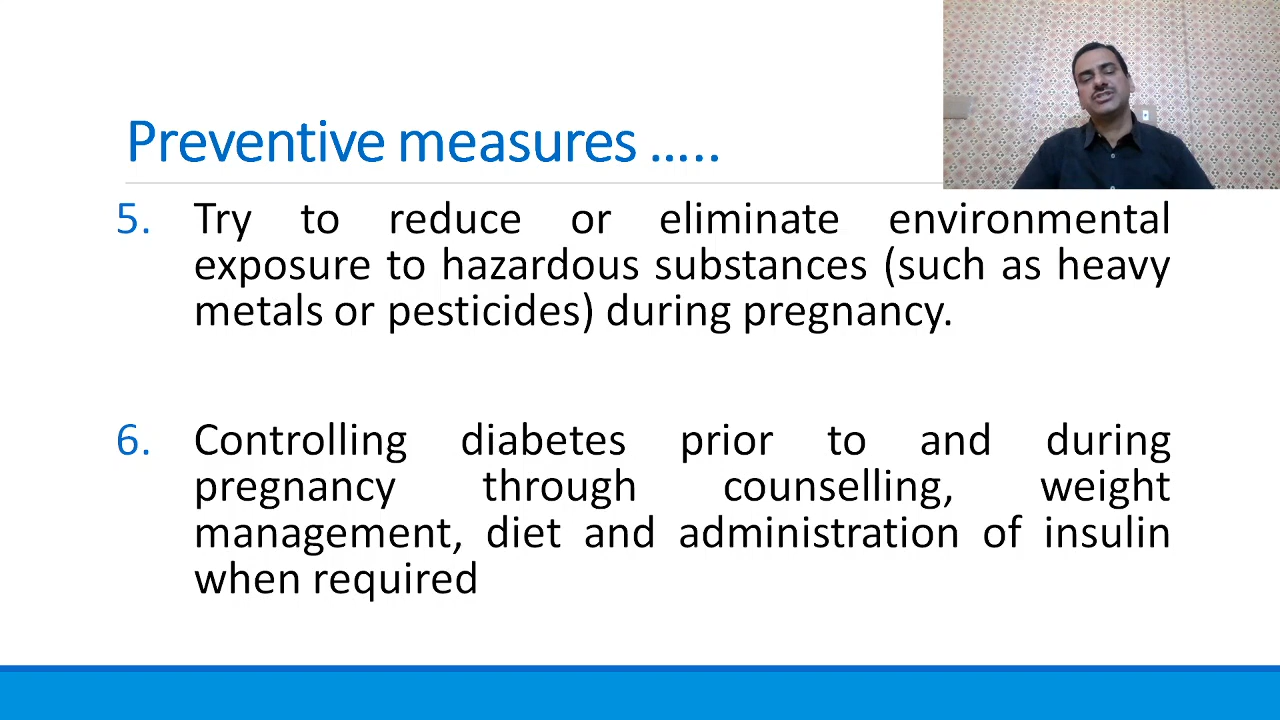 Preventive measures .....
5. Try to reduce or eliminate environmental
exposure to hazardous substances (such as heavy
metals or pesticides) during pregnancy.
6. Controlling diabetes prior to and during
pregnancy through counselling, weight
management, diet and administration of insulin
when required